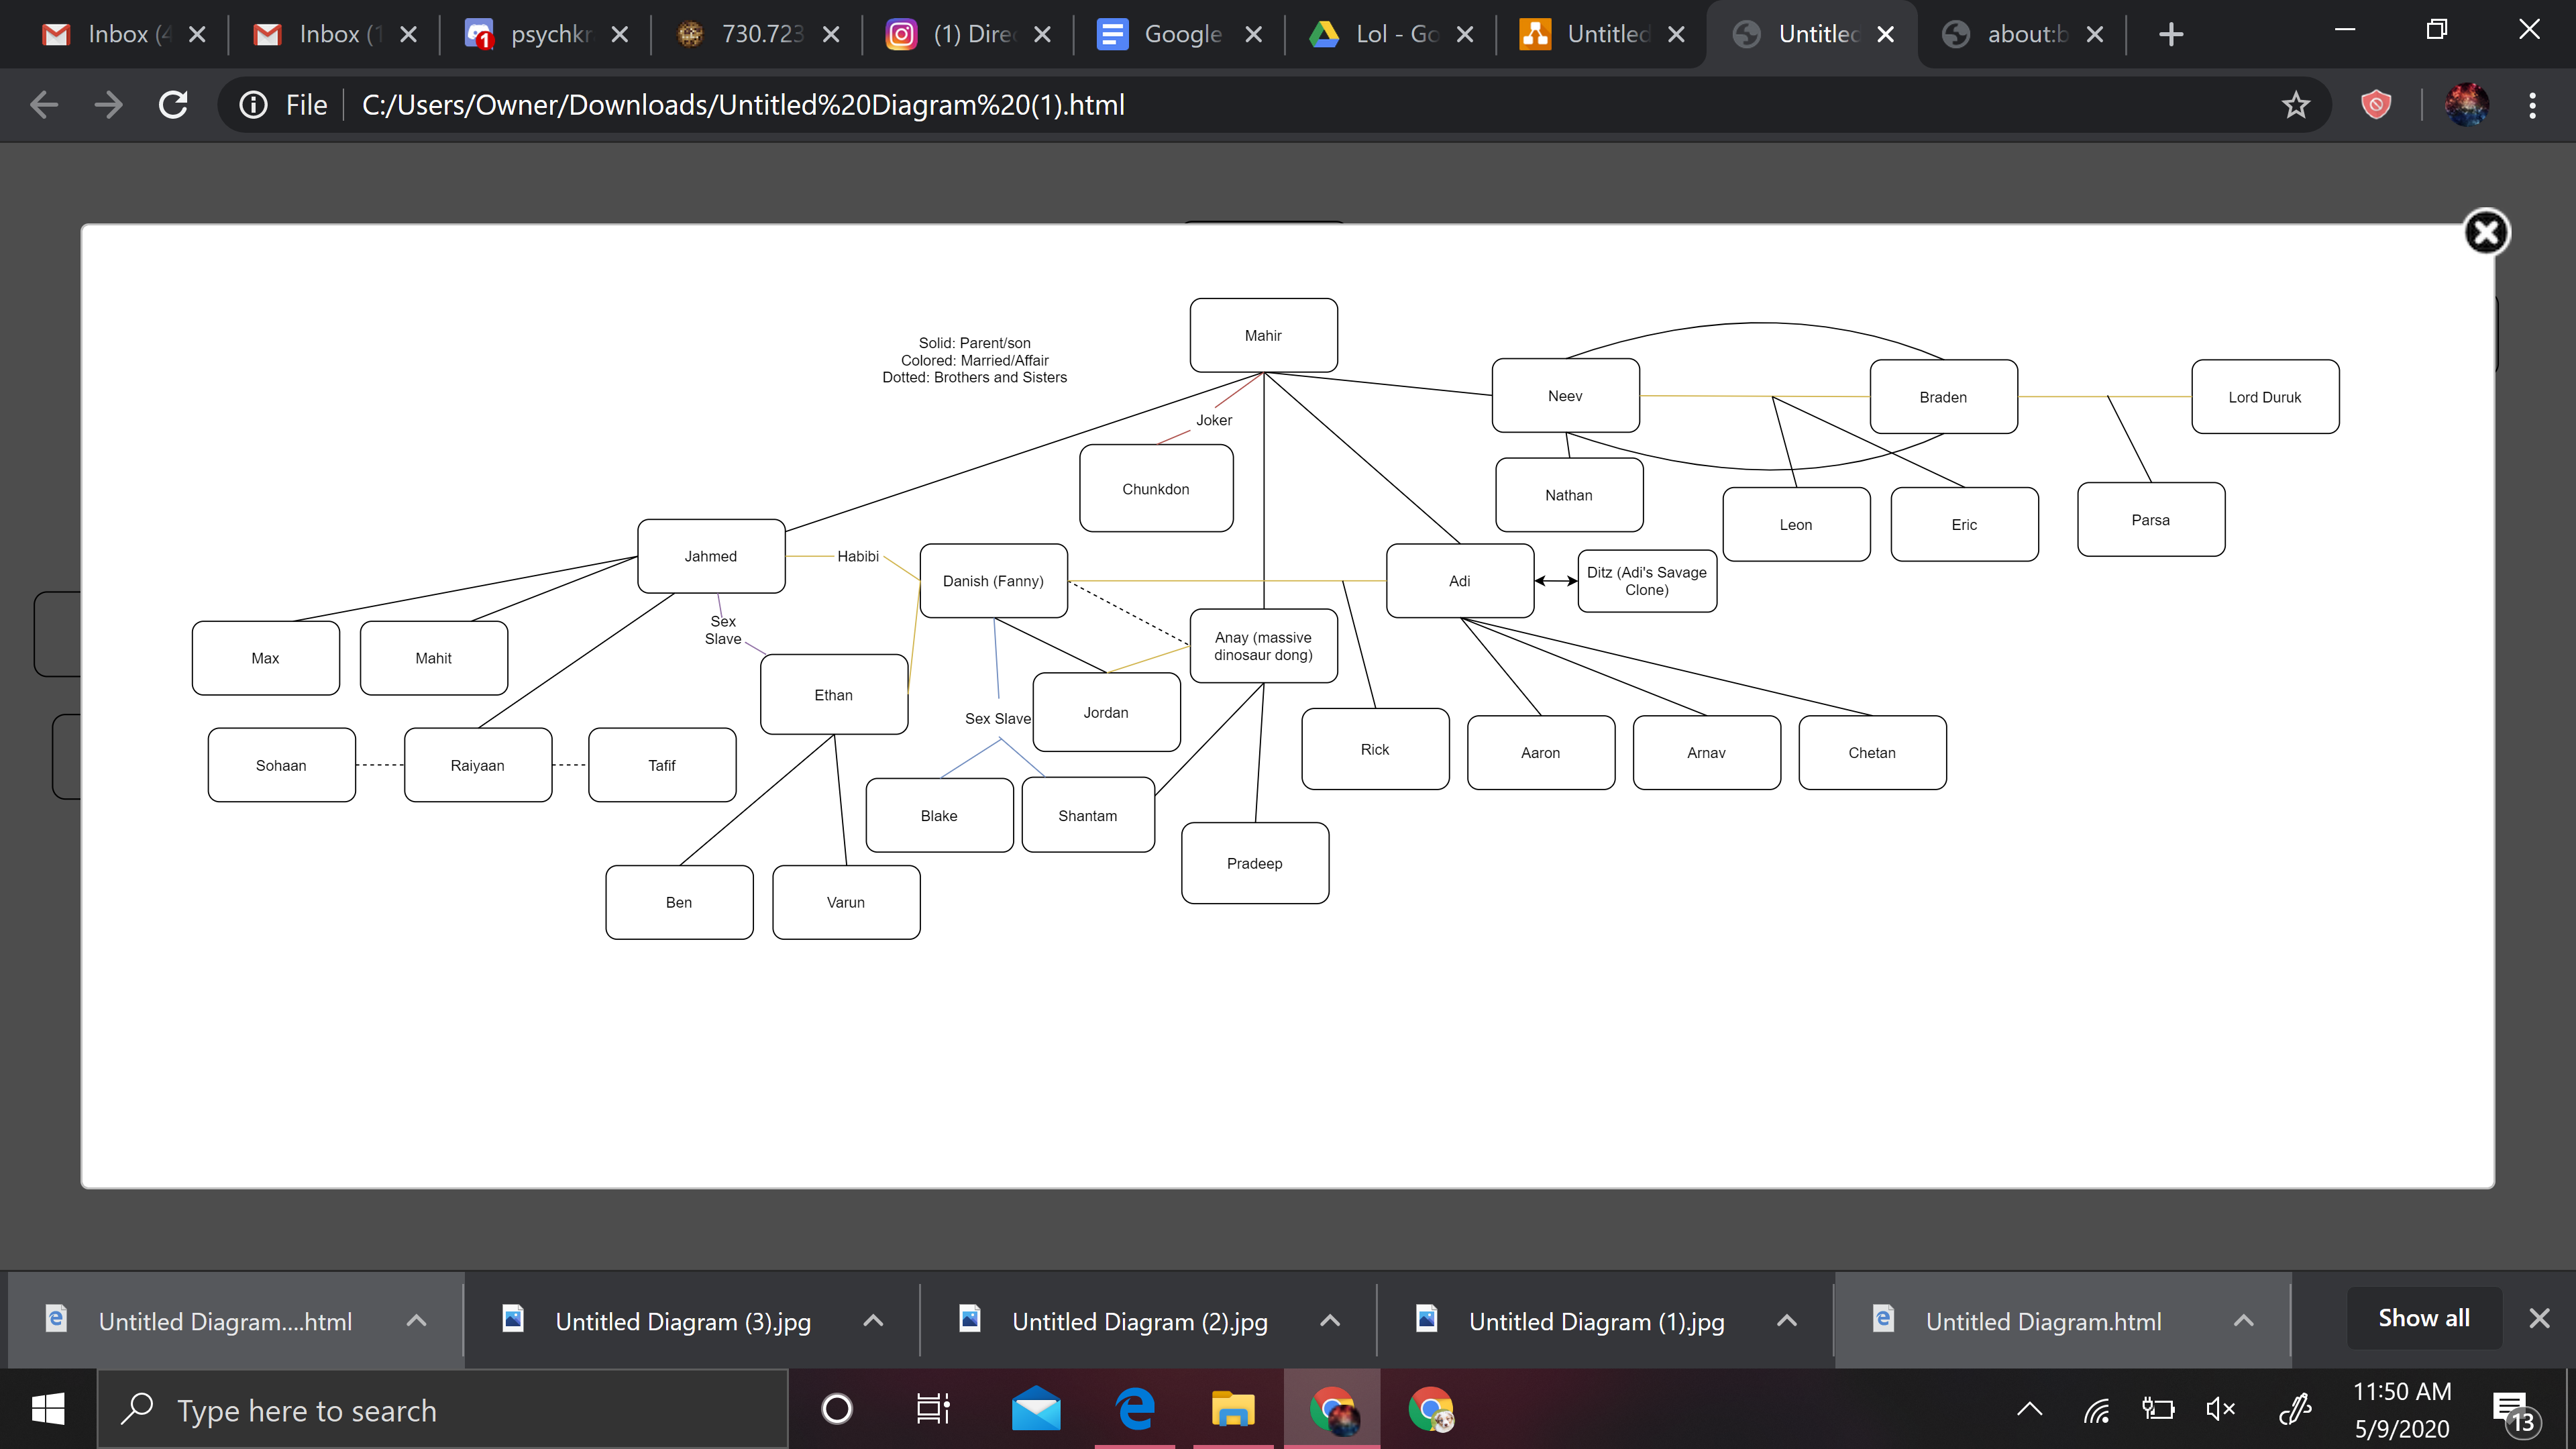 Inbox (4
Inbox (1
psychkr
730.723
(1) Dire
Google
Lol - Go
Untitled
Untitled
about:b
File
C:/Users/Owner/Downloads/Untitled%20Diagram%20(1).html
Solid: Parent/son
Colored: Married/Affair
Dotted: Brothers and Sisters
Mahir
Neev
Braden
Lord Duruk
Joker
Chunkdon
Nathan
Leon
Eric
Parsa
Jahmed
Habibi
Danish (Fanny)
Adi
Ditz (Adi's Savage
Clone)
Sex
Slave
Anay (massive
dinosaur dong)
Max
Mahit
Ethan
Jordan
Sex Slave
Rick
Aaron
Arnav
Chetan
Sohaan
Raiyaan
Tafif
Blake
Shantam
Pradeep
Ben
Varun
Untitled Diagram....html
Untitled Diagram (3).jpg
Untitled Diagram (2).jpg
Untitled Diagram (1).jpg
Untitled Diagram.html
Show all
Type here to search
11:50 AM
5/9/2020
13